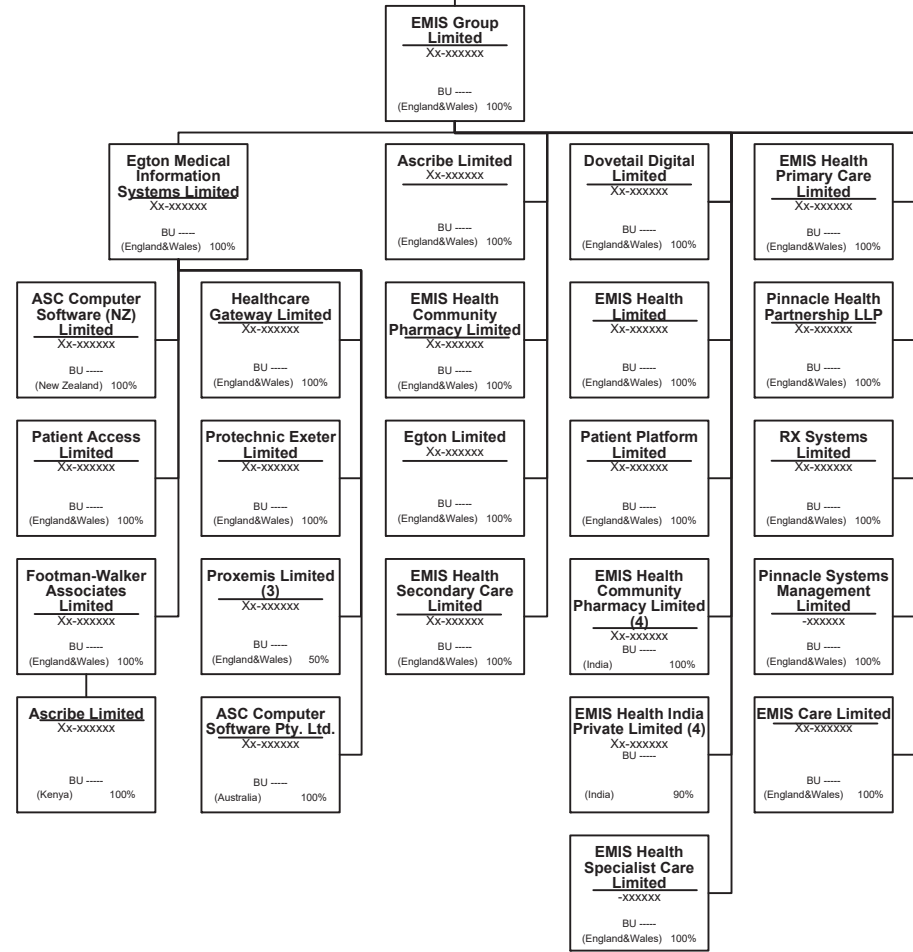 EMIS Group
Limited
Xx-xxxxxx
BU -----
(England&Wales) 100%
Egton Medical
Information
Systems Limited
Xx-xxxxxx
BU -----
(England&Wales) 100%
Ascribe Limited
Xx-xxxxxx
BU -----
(England&Wales) 100%
Dovetail Digital
Limited
Xx-xxxxxx
BU -----
(England&Wales) 100%
EMIS Health
Primary Care
Limited
Xx-xxxxxx
BU -----
(England&Wales) 100%
ASC Computer
Software (NZ)
Limited
Xx-xxxxxx
BU -----
(New Zealand) 100%
Healthcare
Gateway Limited
Xx-xxxxxx
BU -----
(England&Wales) 100%
EMIS Health
Community
Pharmacy Limited
Xx-xxxxxx
BU -----
(England&Wales) 100%
EMIS Health
Limited
Xx-xxxxxx
BU -----
(England&Wales) 100%
Pinnacle Health
Partnership LLP
Xx-xxxxxx
BU -----
(England&Wales) 100%
Patient Access
Limited
Xx-xxxxxx
BU -----
(England&Wales) 100%
Protechnic Exeter
Limited
Xx-xxxxxx
BU -----
(England&Wales) 100%
Egton Limited
Xx-xxxxxx
BU -----
(England&Wales) 100%
Patient Platform
Limited
Xx-xxxxxx
BU -----
(England&Wales) 100%
RX Systems
Limited
Xx-xxxxxx
BU -----
(England&Wales) 100%
Footman-Walker
Associates
Limited
Xx-xxxxxx
BU -----
(England&Wales) 100%
Proxemis Limited
(3)
Xx-xxxxxx
BU -----
(England&Wales) 50%
EMIS Health
Secondary Care
Limited
Xx-xxxxxx
BU -----
(England&Wales) 100%
EMIS Health
Community
Pharmacy Limited
(4)
Xx-xxxxxx
BU -----
(India) 100%
Pinnacle Systems
Management
Limited
-xxxxxx
BU -----
(England&Wales) 100%
Ascribe Limited
Xx-xxxxxx
BU -----
(Kenya) 100%
ASC Computer
Software Pty. Ltd.
Xx-xxxxxx
BU -----
(Australia) 100%
EMIS Health India
Private Limited (4)
Xx-xxxxxx
BU -----
(India) 90%
EMIS Care Limited
Xx-xxxxxx
BU -----
(England&Wales) 100%
EMIS Health
Specialist Care
Limited
-xxxxxx
BU -----
(England&Wales) 100%